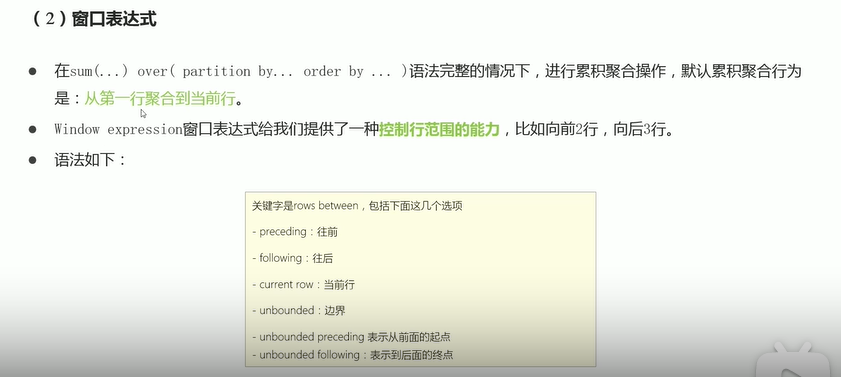 （2）窗口表达式
● 在sum(...) over( partition by... order by ... )语法完整的情况下，进行累积聚合操作，默认累积聚合行为
是：从第一行聚合到当前行。
● Window expression窗口表达式给我们提供了一种控制行范围的能力，比如向前2行，向后3行。
● 语法如下：
关键字是rows between，包括下面这几个选项
- preceding：往前
- following：往后
- current row：当前行
- unbounded：边界
- unbounded preceding 表示从前面的起点
- unbounded following：表示到后面的终点